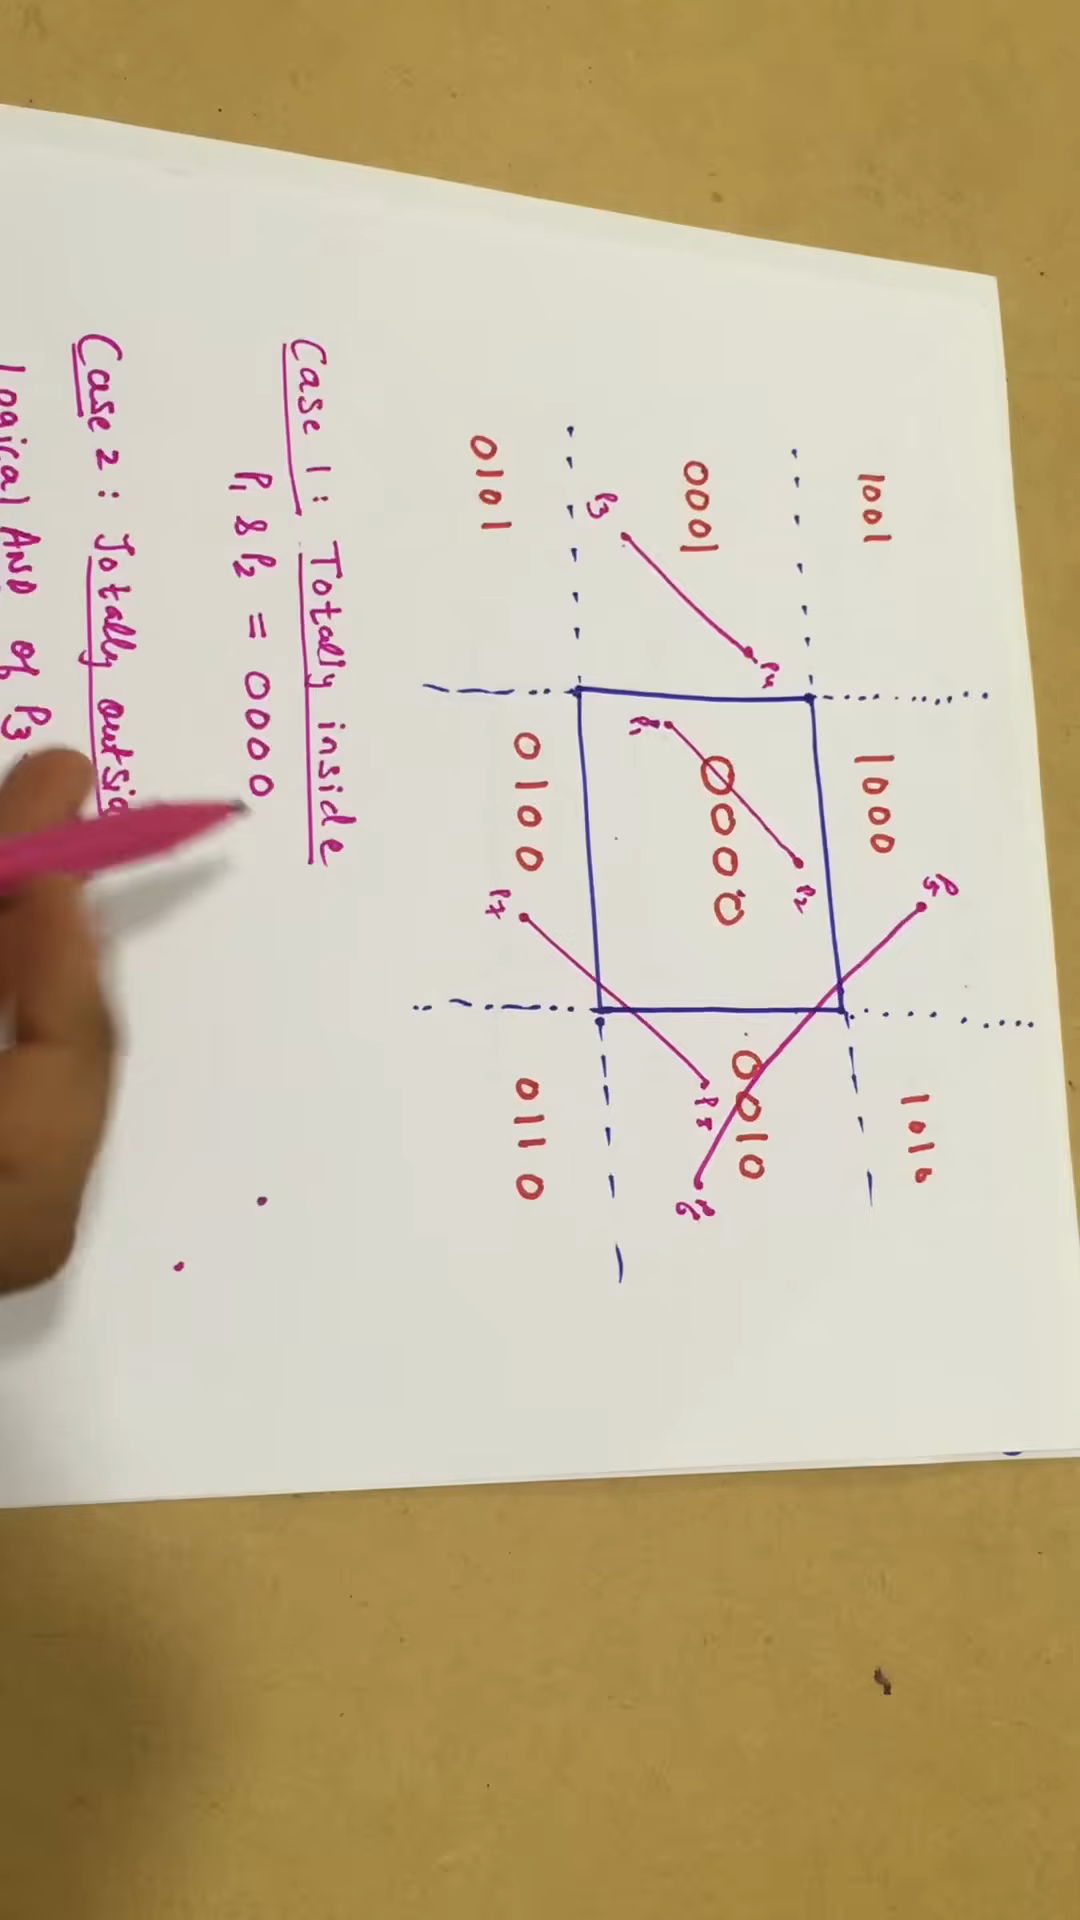 1001 1000 1010
P5
P4
0001 0000 0010
P2
P3 P1 P8 P6
P7
0101 0100 0110
Case 1: Totally inside
P1 & P2 = 0000
Case 2: Totally
Logical AND of P3